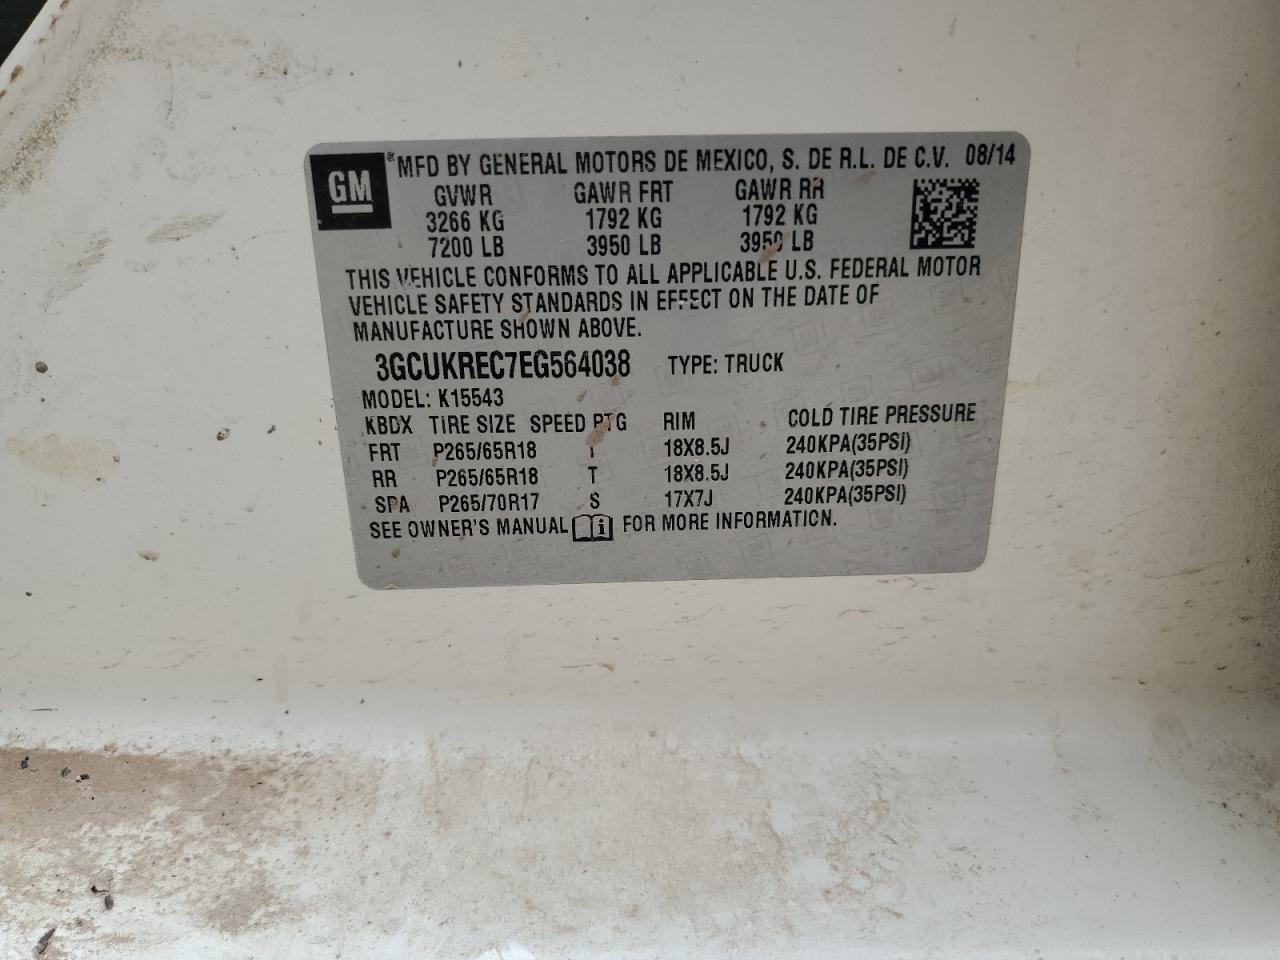 GM ® MFD BY GENERAL MOTORS DE MEXICO, S. DE R.L. DE C.V. 08/14
GVWR GAWR FRT GAWR RR
3266 KG 1792 KG 1792 KG
7200 LB 3950 LB 3950 LB
THIS VEHICLE CONFORMS TO ALL APPLICABLE U.S. FEDERAL MOTOR
VEHICLE SAFETY STANDARDS IN EFFECT ON THE DATE OF
MANUFACTURE SHOWN ABOVE.
3GCUKREC7EG564038 TYPE: TRUCK
MODEL: K15543
KBDX TIRE SIZE SPEED RTG RIM COLD TIRE PRESSURE
FRT P265/65R18 18X8.5J 240KPA(35PSI)
RR P265/65R18 T 18X8.5J 240KPA(35PSI)
SPA P265/70R17 S 17X7J 240KPA(35PSI)
SEE OWNER'S MANUAL i FOR MORE INFORMATION.